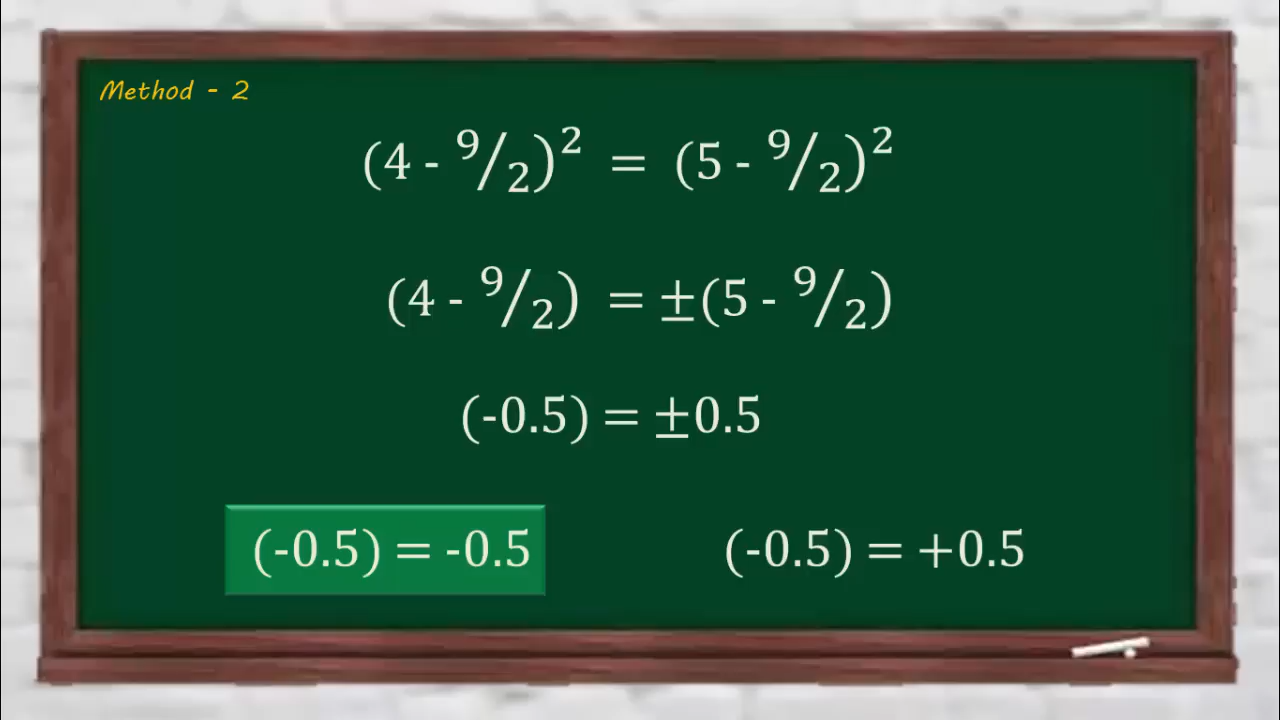 Method - 2
(4 - ⁹/₂)² = (5 - ⁹/₂)²
(4 - ⁹/₂) = ±(5 - ⁹/₂)
(-0.5) = ±0.5
(-0.5) = -0.5 (-0.5) = +0.5